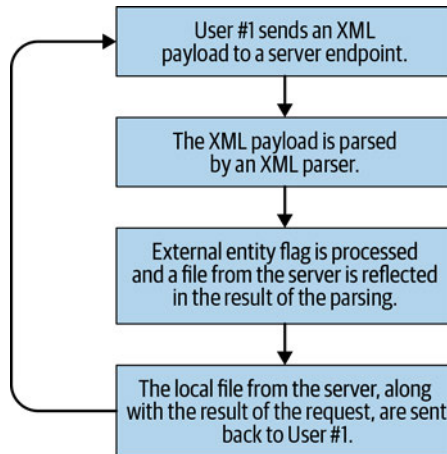 User #1 sends an XML
payload to a server endpoint.
The XML payload is parsed
by an XML parser.
External entity flag is processed
and a file from the server is reflected
in the result of the parsing.
The local file from the server, along
with the result of the request, are sent
back to User #1.